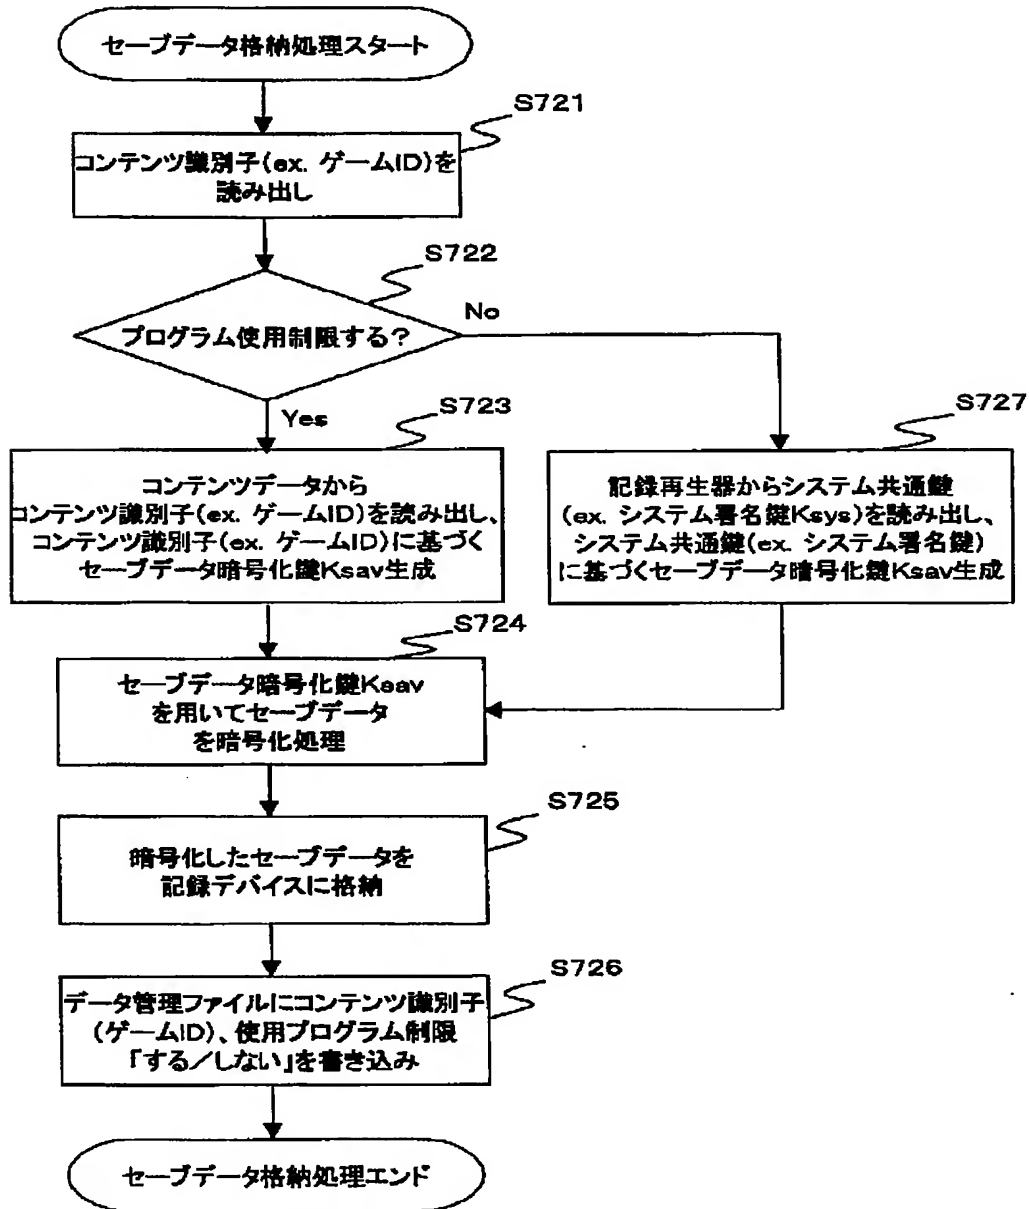 セーブデータ格納処理スタート
S721
コンテンツ識別子(ex. ゲームID)を
読み出し
S722
プログラム使用制限する?
No
Yes
S723
コンテンツデータから
コンテンツ識別子(ex. ゲームID)を読み出し、
コンテンツ識別子(ex. ゲームID)に基づく
セーブデータ暗号化鍵Ksav生成
S727
記録再生器からシステム共通鍵
(ex. システム署名鍵Ksys)を読み出し、
システム共通鍵(ex. システム署名鍵)
に基づくセーブデータ暗号化鍵Ksav生成
S724
セーブデータ暗号化鍵Ksav
を用いてセーブデータ
を暗号化処理
S725
暗号化したセーブデータを
記録デバイスに格納
S726
データ管理ファイルにコンテンツ識別子
(ゲームID)、使用プログラム制限
「する/しない」を書き込み
セーブデータ格納処理エンド